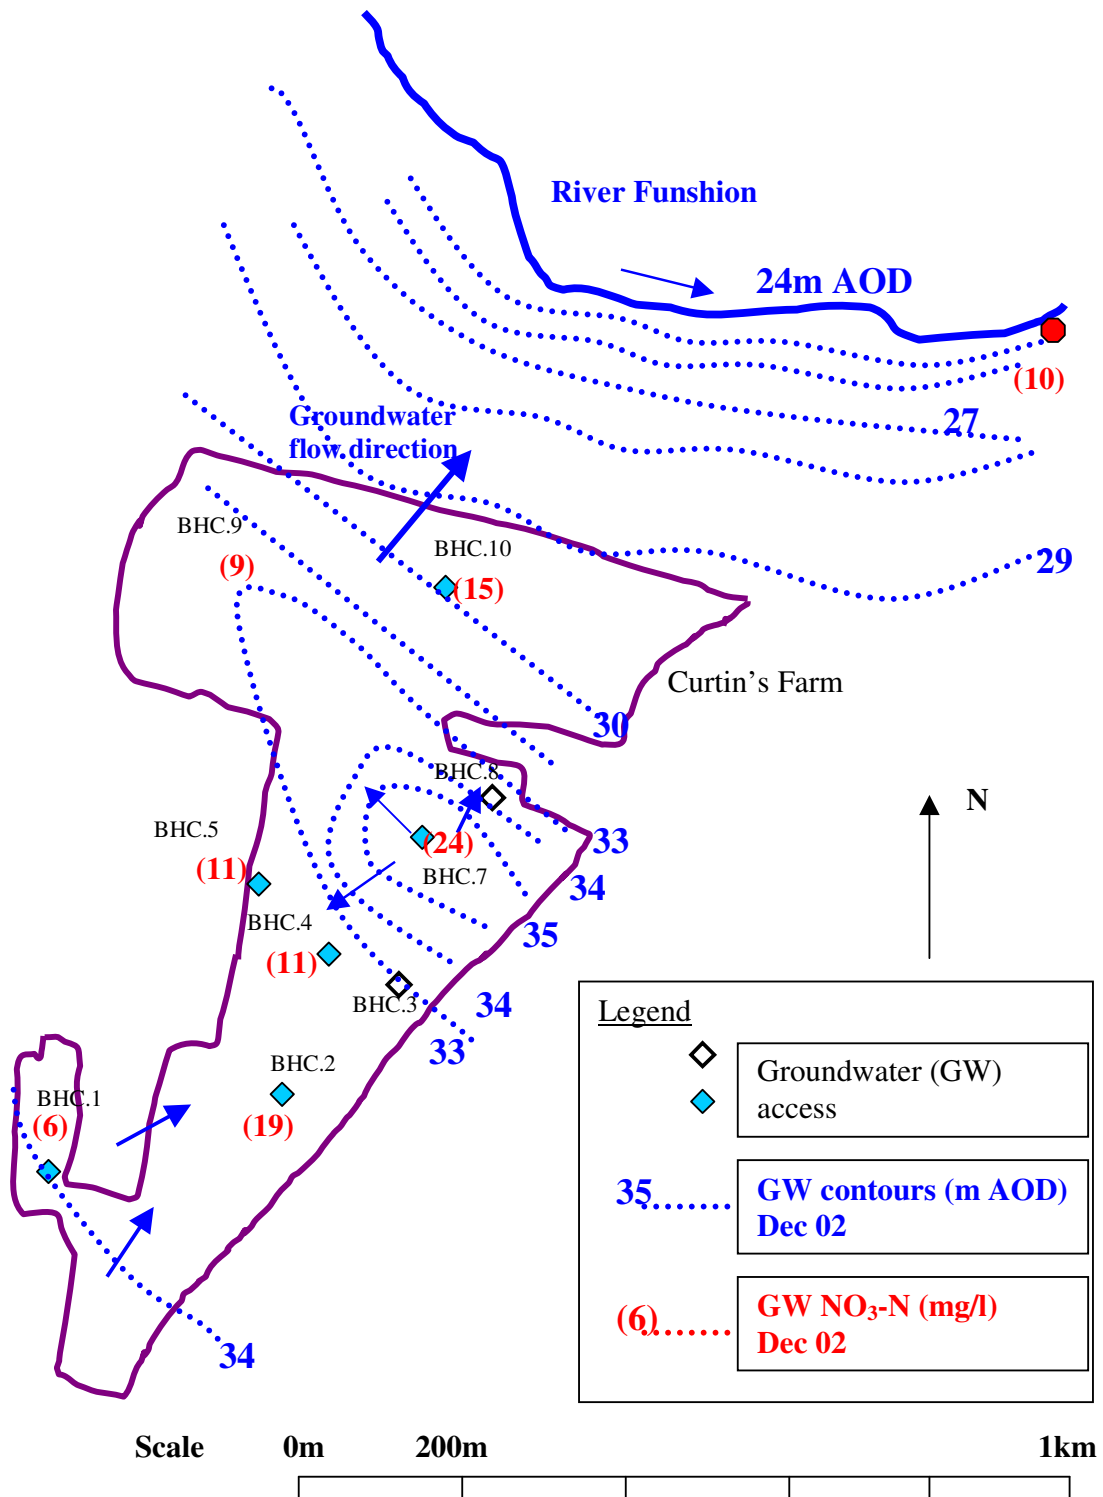 River Funshion
24m AOD
(10)
27
Groundwater
flow direction
BHC.9
BHC.10
(9)
(15)
29
Curtin's Farm
30
BHC.8
N
BHC.5
(24)
33
(11)
BHC.7
34
BHC.4
35
(11)
BHC.3
34
33
BHC.2
BHC.1
(6)
(19)
34
Legend
Groundwater (GW)
access
35
GW contours (m AOD)
Dec 02
(6)
GW NO₃-N (mg/l)
Dec 02
Scale 0m 200m 1km